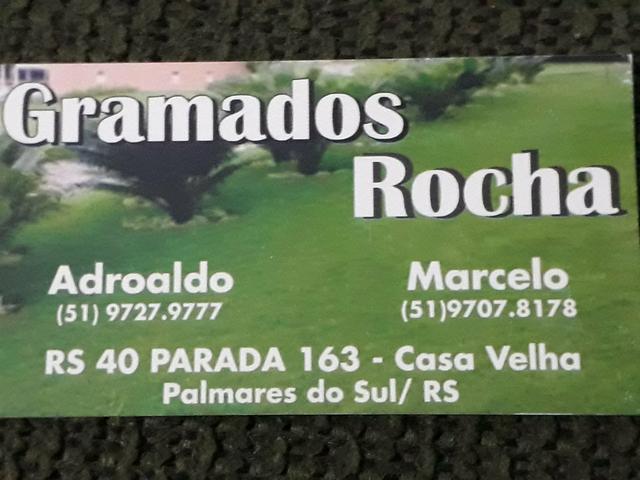 Gramados
Rocha
Adroaldo Marcelo
(51) 9727.9777 (51)9707.8178
RS 40 PARADA 163 - Casa Velha
Palmares do Sul/ RS